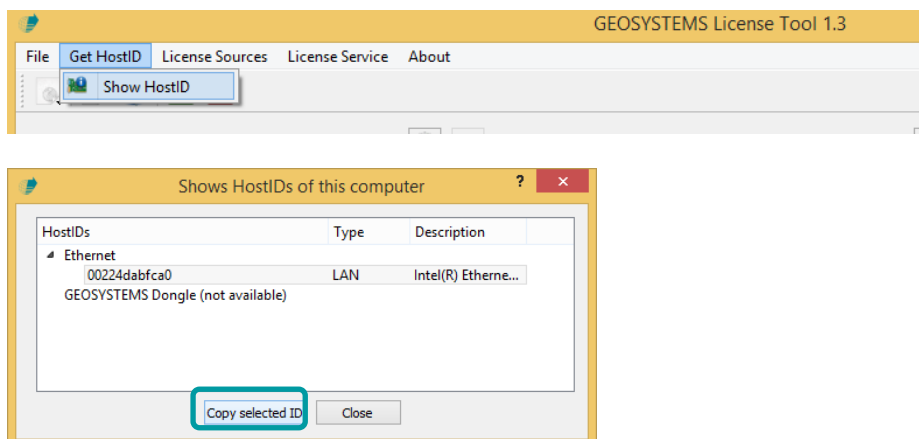 GEOSYSTEMS License Tool 1.3
File Get HostID License Sources License Service About
Show HostID
Shows HostIDs of this computer ? ×
HostIDs Type Description
Ethernet
00224dabfca0 LAN Intel(R) Etherne...
GEOSYSTEMS Dongle (not available)
Copy selected ID Close